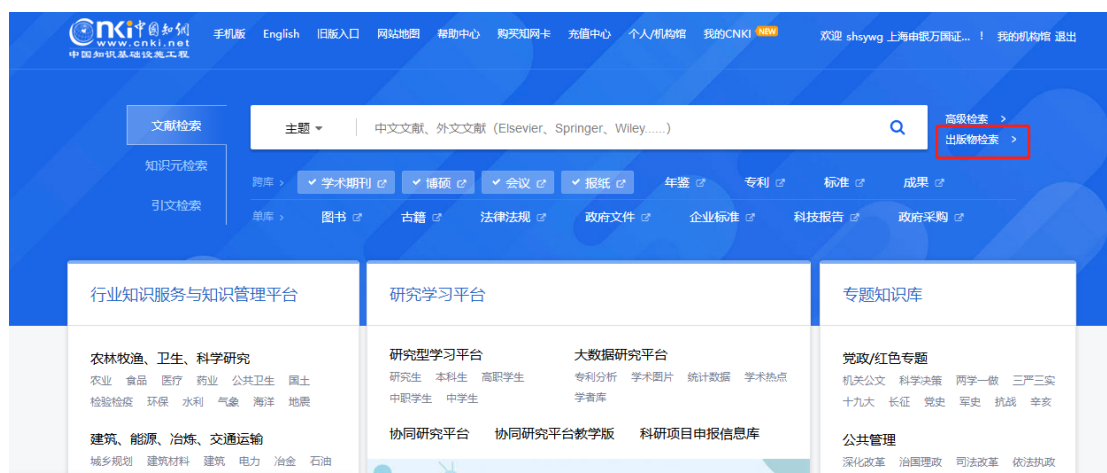 cnki中国知网
www.cnki.net
中国知识基础设施工程
手机版 English 旧版入口 网站地图 帮助中心 购买知网卡 充值中心 个人/机构馆 我的CNKI NEW 欢迎 shsywg 上海申银万国证... ! 我的机构馆 退出
文献检索 主题 中文文献、外文文献（Elsevier、Springer、Wiley......） 高级检索 >
出版物检索 >
知识元检索
跨库 > 学术期刊 博硕 会议 报纸 年鉴 专利 标准 成果
引文检索
单库 > 图书 古籍 法律法规 政府文件 企业标准 科技报告 政府采购
行业知识服务与知识管理平台 研究学习平台 专题知识库
农林牧渔、卫生、科学研究 研究型学习平台 大数据研究平台 党政/红色专题
农业 食品 医疗 药业 公共卫生 国土 研究生 本科生 高职学生 专利分析 学术图片 统计数据 学术热点 机关公文 科学决策 两学一做 三严三实
检验检疫 环保 水利 气象 海洋 地震 中职学生 中学生 学者库 十九大 长征 党史 军史 抗战 辛亥
建筑、能源、冶炼、交通运输 协同研究平台 协同研究平台教学版 科研项目申报信息库 公共管理
城乡规划 建筑材料 建筑 电力 冶金 石油 深化改革 治国理政 司法改革 依法执政